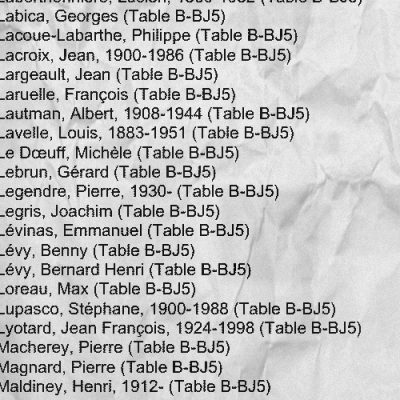 Labica, Georges (Table B-BJ5)
Lacoue-Labarthe, Philippe (Table B-BJ5)
Lacroix, Jean, 1900-1986 (Table B-BJ5)
Largeault, Jean (Table B-BJ5)
Laruelle, François (Table B-BJ5)
Lautman, Albert, 1908-1944 (Table B-BJ5)
Lavelle, Louis, 1883-1951 (Table B-BJ5)
Le Dœuff, Michèle (Table B-BJ5)
Lebrun, Gérard (Table B-BJ5)
Legendre, Pierre, 1930- (Table B-BJ5)
Legris, Joachim (Table B-BJ5)
Lévinas, Emmanuel (Table B-BJ5)
Lévy, Benny (Table B-BJ5)
Lévy, Bernard Henri (Table B-BJ5)
Loreau, Max (Table B-BJ5)
Lupasco, Stéphane, 1900-1988 (Table B-BJ5)
Lyotard, Jean François, 1924-1998 (Table B-BJ5)
Macherey, Pierre (Table B-BJ5)
Magnard, Pierre (Table B-BJ5)
Maldiney, Henri, 1912- (Table B-BJ5)